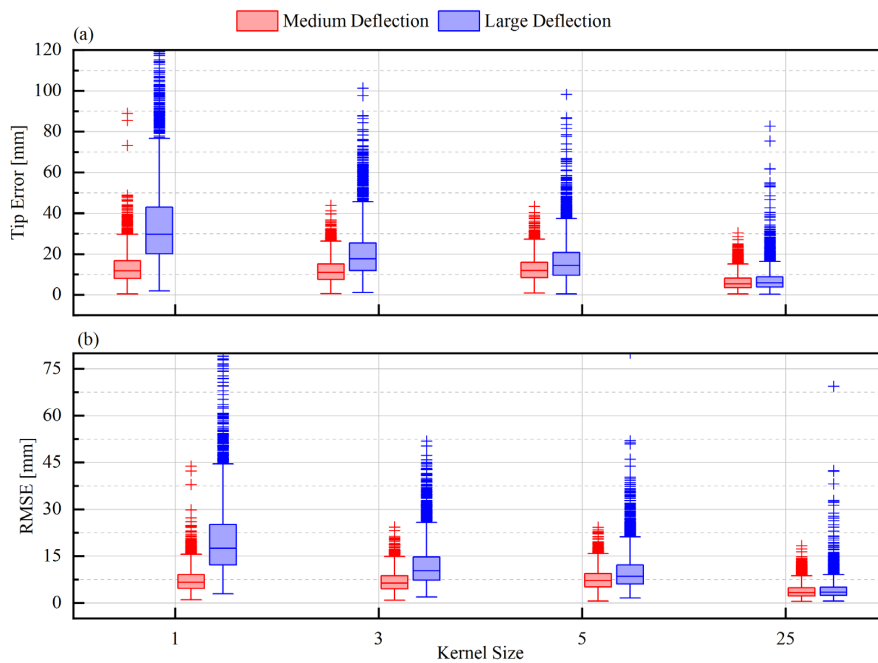 Medium Deflection Large Deflection
(a)
120
100
80
60
40
20
0
Tip Error [mm]
(b)
75
60
45
30
15
0
RMSE [mm]
1 3 5 25
Kernel Size